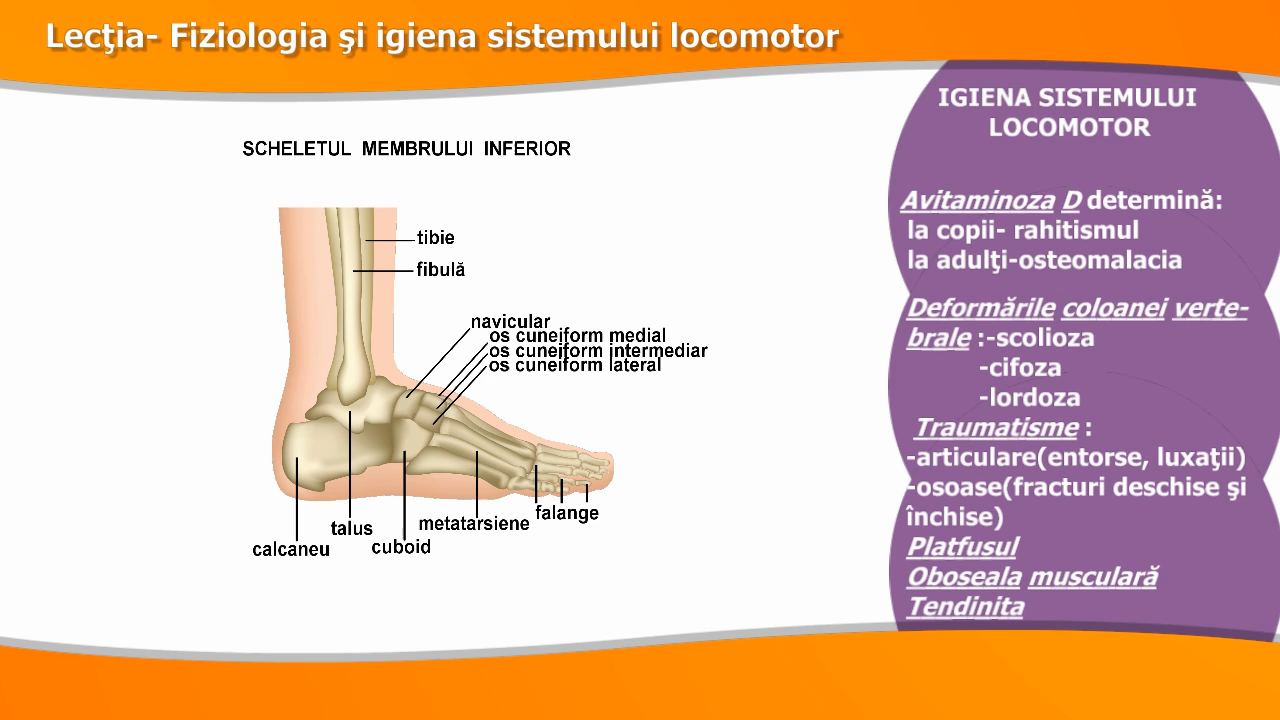 Lecţia- Fiziologia şi igiena sistemului locomotor
SCHELETUL MEMBRULUI INFERIOR
tibie
fibulă
navicular
os cuneiform medial
os cuneiform intermediar
os cuneiform lateral
falange
metatarsiene
talus
cuboid
calcaneu
IGIENA SISTEMULUI
LOCOMOTOR
Avitaminoza D determină:
la copii- rahitismul
la adulţi-osteomalacia
Deformările coloanei verte-
brale :-scolioza
-cifoza
-lordoza
Traumatisme :
-articulare(entorse, luxaţii)
-osoase(fracturi deschise şi
închise)
Platfusul
Oboseala musculară
Tendinita